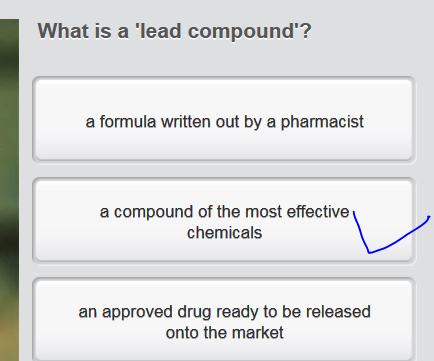 What is a 'lead compound'?
a formula written out by a pharmacist
a compound of the most effective
chemicals
an approved drug ready to be released
onto the market